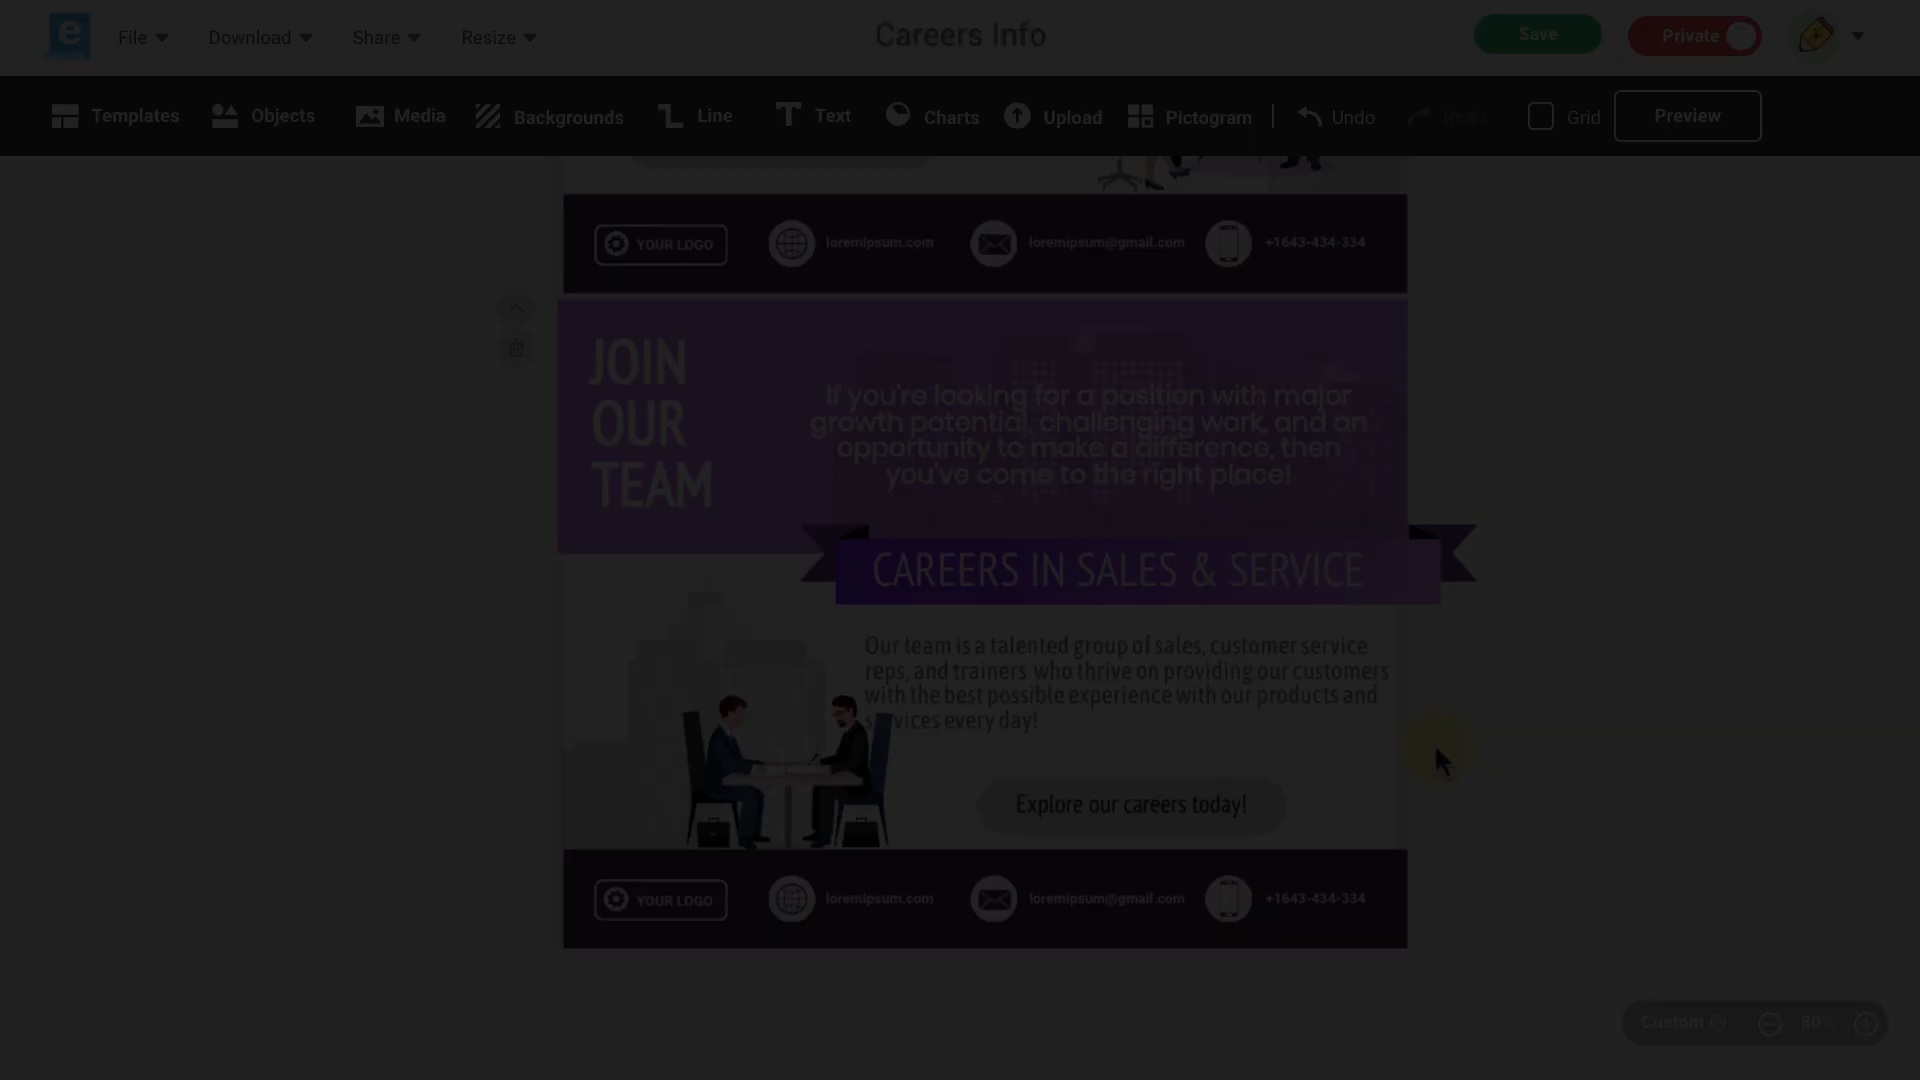 e
File
Download
Share
Resize
Careers Info
Save
Private
Templates
Objects
Media
Backgrounds
Line
Text
Charts
Upload
Pictogram
Undo
Redo
Grid
Preview
YOUR LOGO
loremipsum.com
loremipsum@gmail.com
+1643-434-334
JOIN
OUR
TEAM
If you're looking for a position with major
growth potential, challenging work, and an
opportunity to make a difference, then
you've come to the right place!
CAREERS IN SALES & SERVICE
Our team is a talented group of sales, customer service
reps, and trainers who thrive on providing our customers
with the best possible experience with our products and
services every day!
Explore our careers today!
YOUR LOGO
loremipsum.com
loremipsum@gmail.com
+1643-434-334
Custom
80%